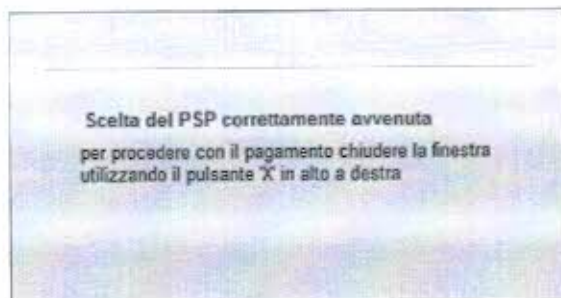 Scelta del PSP correttamente avvenuta
per procedere con il pagamento chiudere la finestra
utilizzando il pulsante 'X' in alto a destra